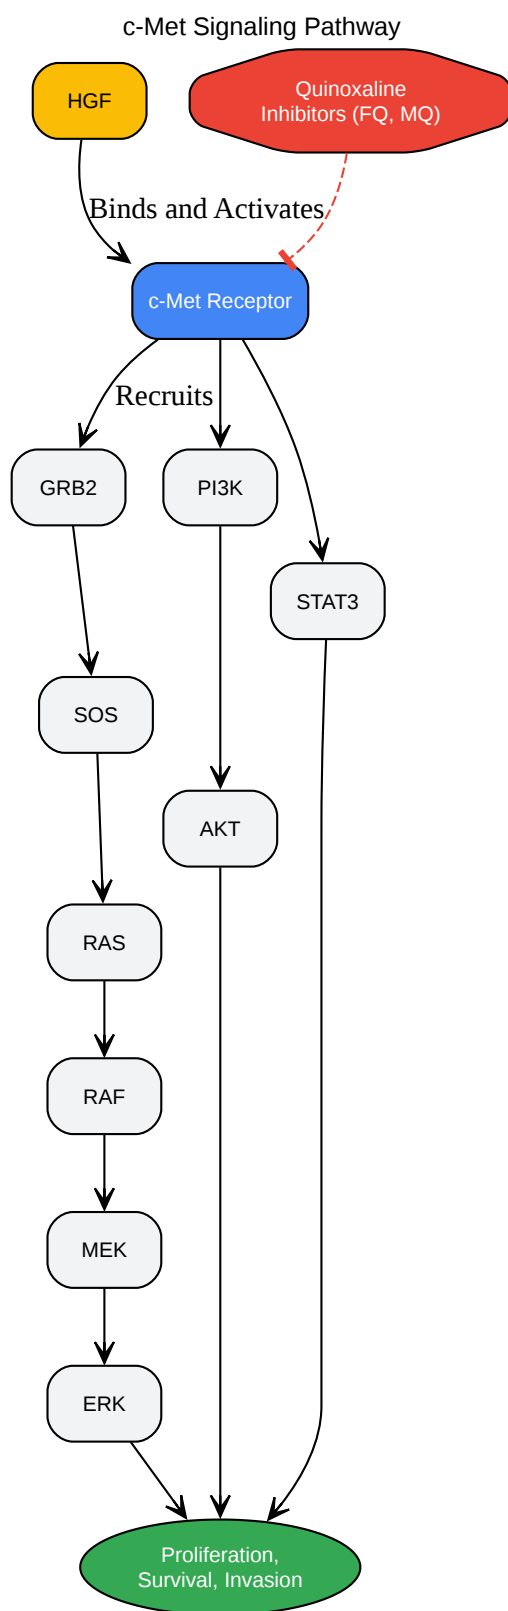 c-Met Signaling Pathway
HGF
Quinoxaline
Inhibitors (FQ, MQ)
Binds and Activates
c-Met Receptor
Recruits
GRB2
PI3K
STAT3
SOS
AKT
RAS
RAF
MEK
ERK
Proliferation,
Survival, Invasion